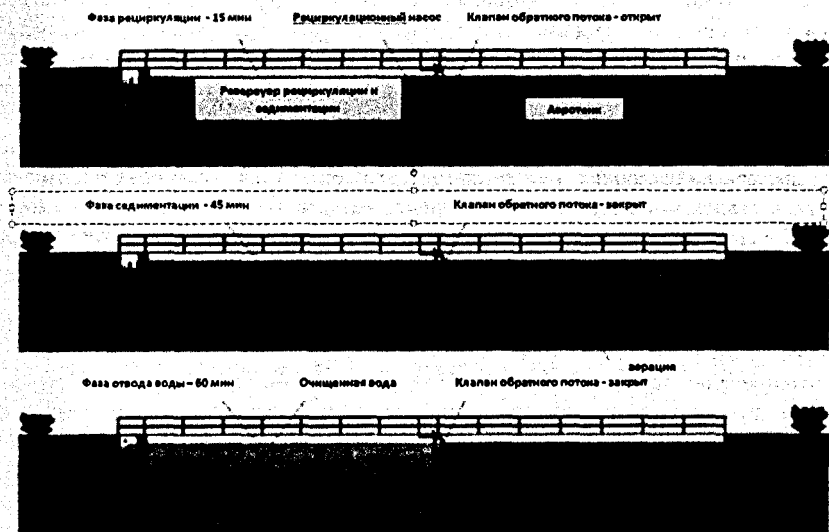 Фаза рециркуляции - 15 мин Рециркуляционный насос Клапан обратного потока - открыт
Резервуар рециркуляции и
седиментации
Аэротенк
Фаза седиментации - 45 мин Клапан обратного потока - закрыт
аерация
Фаза отвода воды – 60 мин Очищенная вода Клапан обратного потока - закрыт